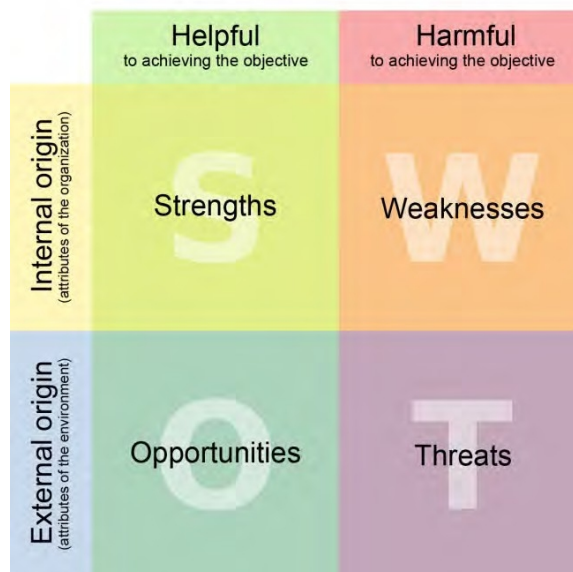 Helpful
to achieving the objective
Harmful
to achieving the objective
Internal origin
(attributes of the organization)
S
Strengths
W
Weaknesses
External origin
(attributes of the environment)
O
Opportunities
T
Threats